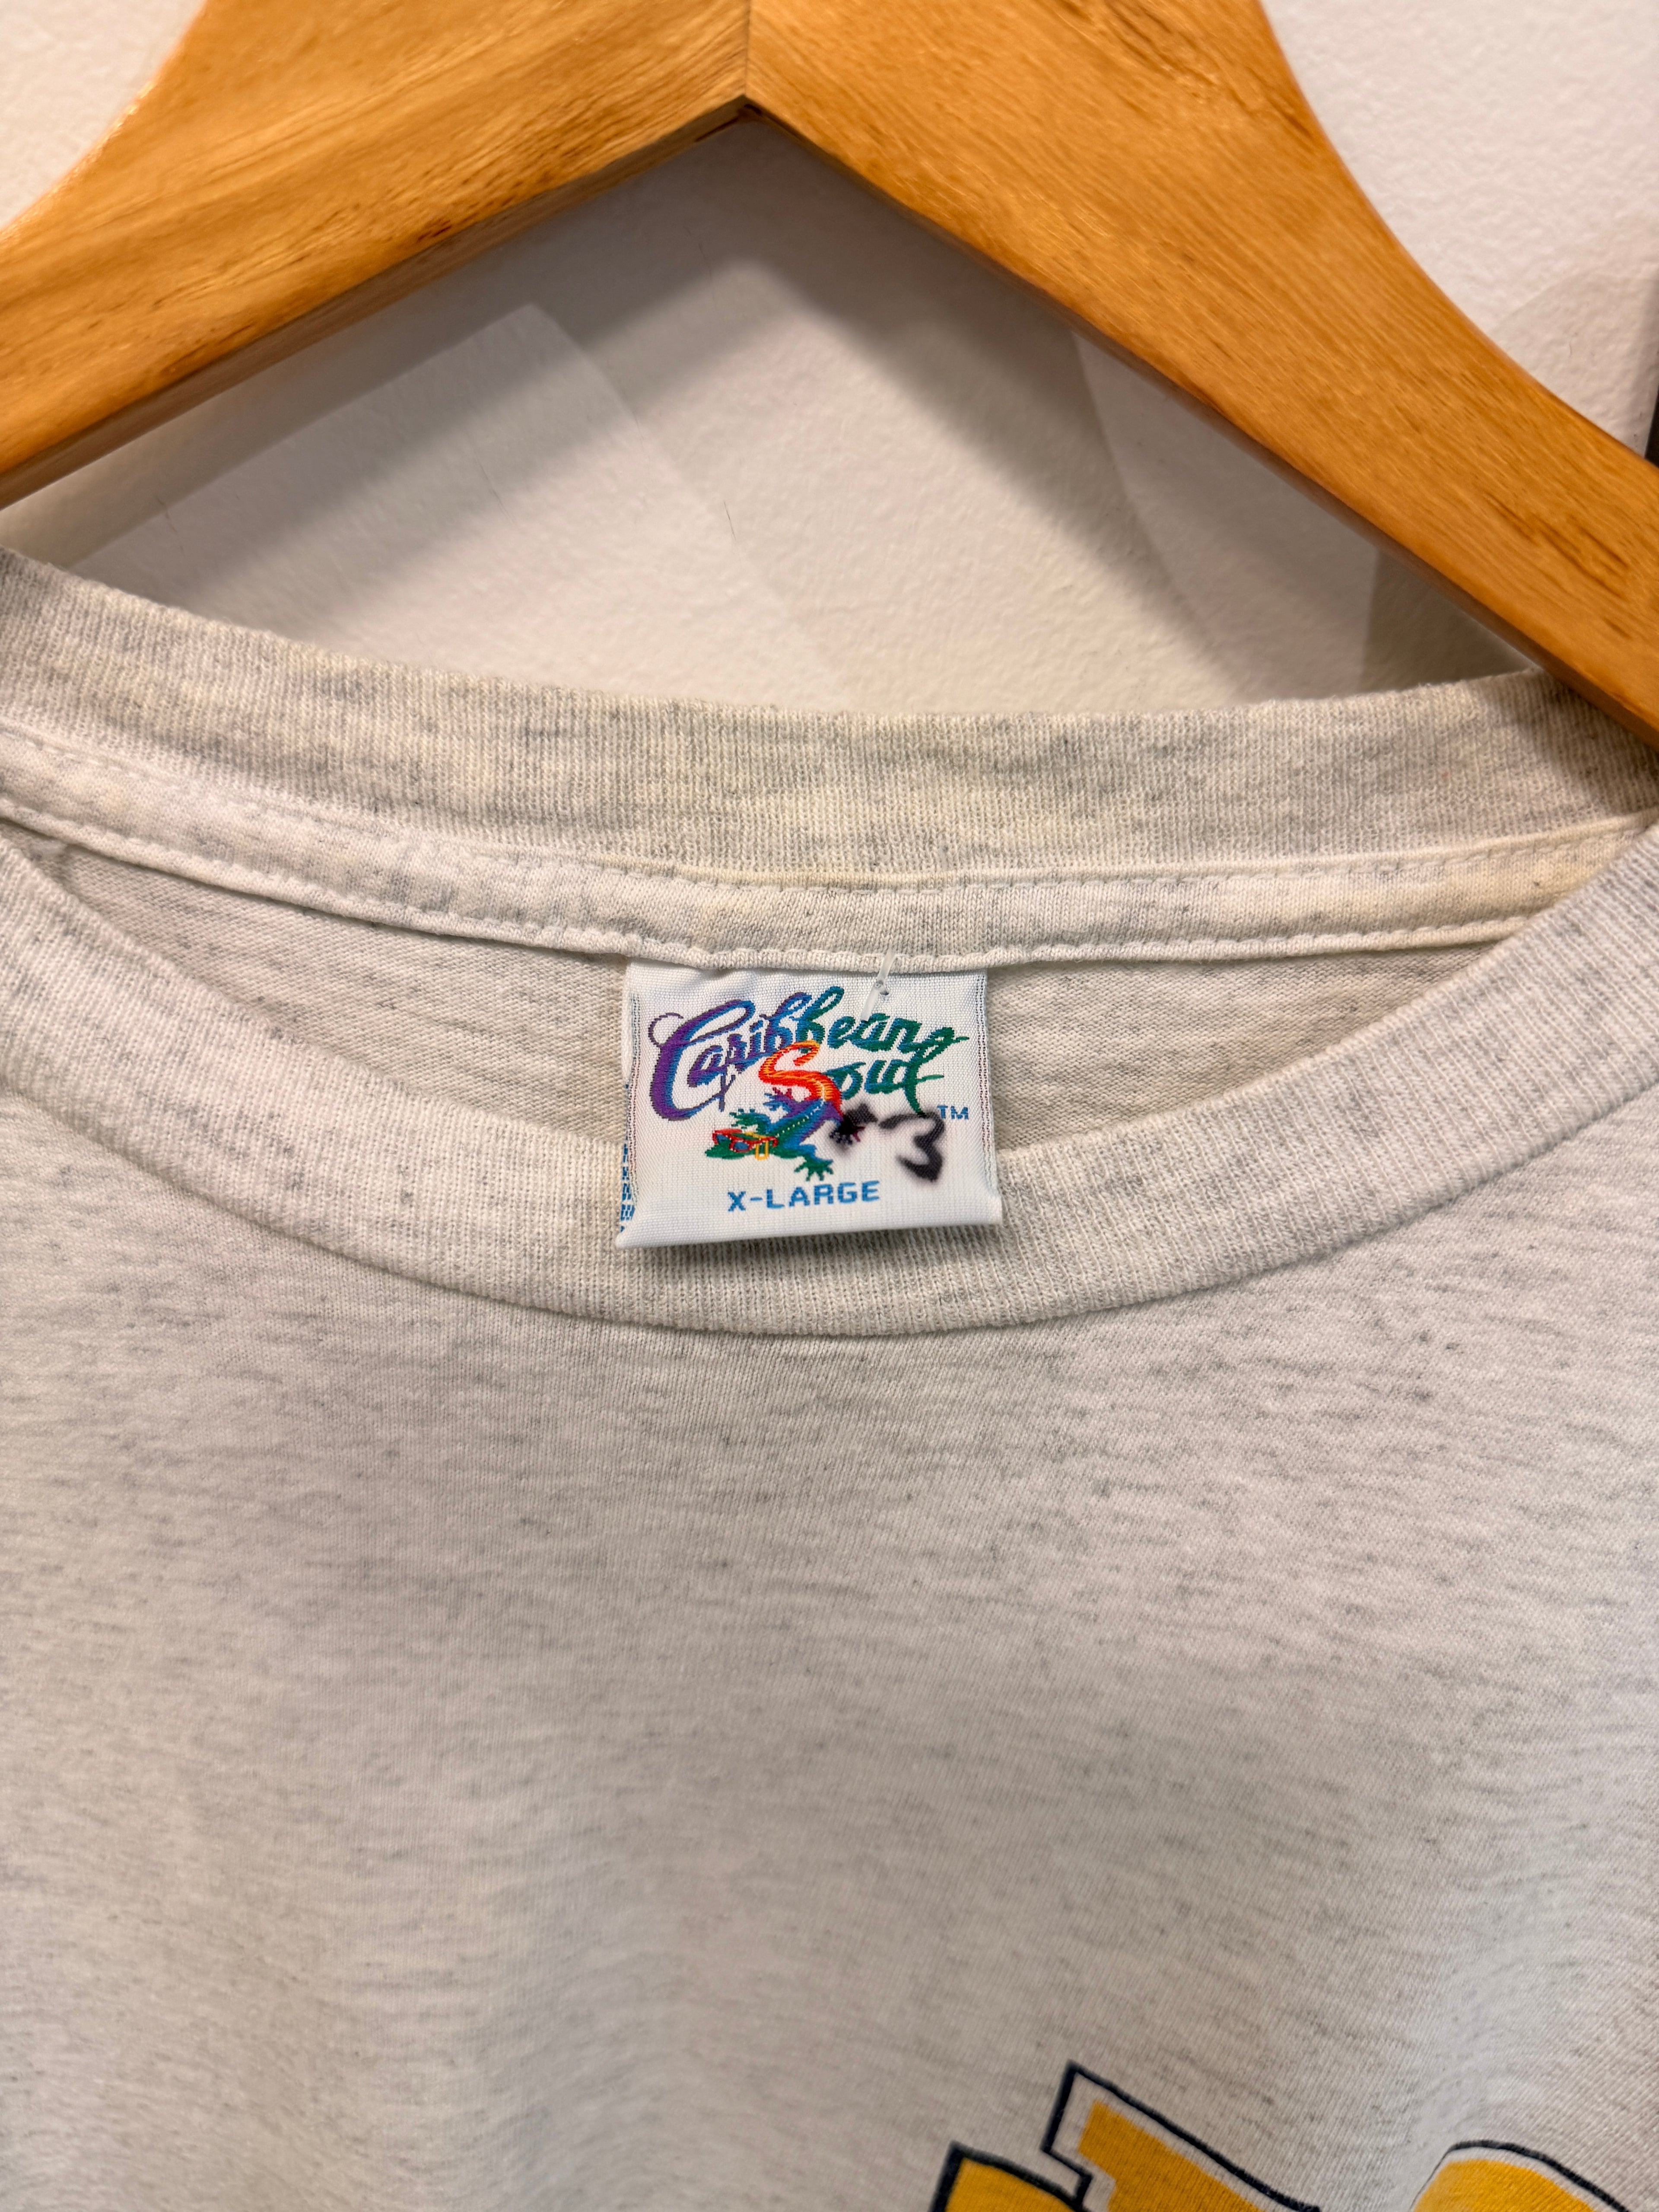 Caribbean
Soul
TM
3
X-LARGE